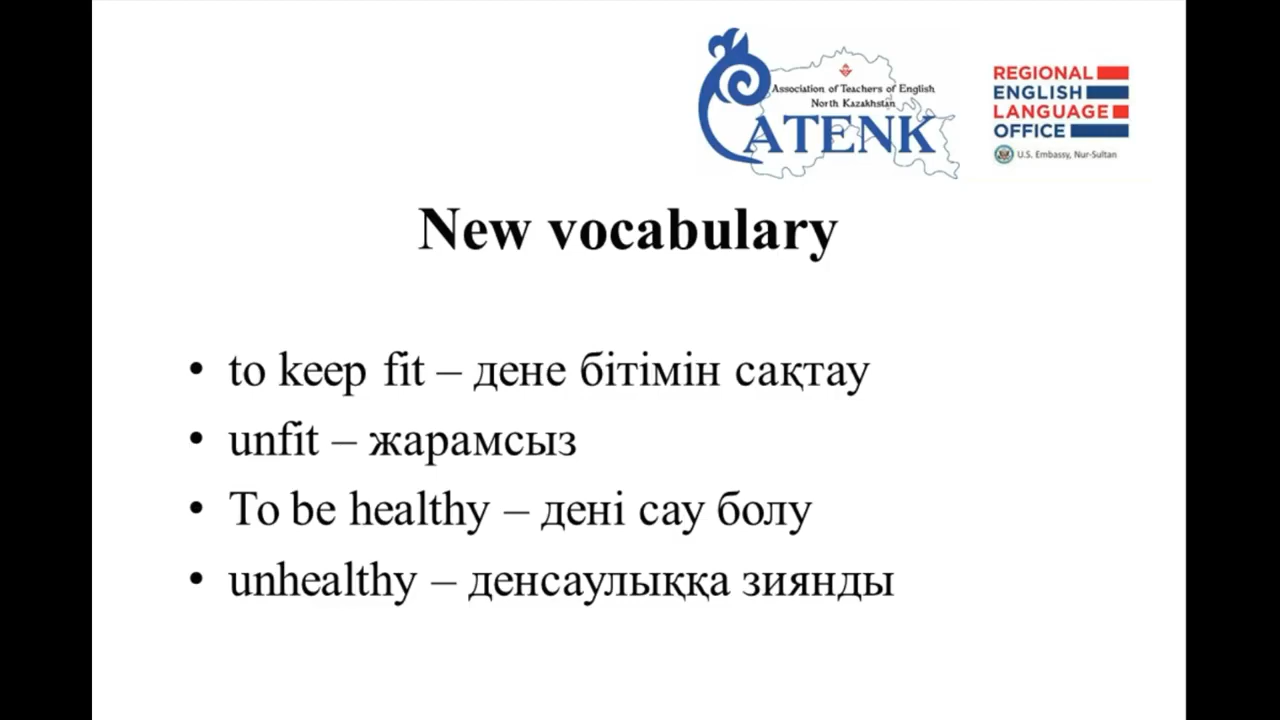 Association of Teachers of English
North Kazakhstan
ATENK
REGIONAL
ENGLISH
LANGUAGE
OFFICE
U.S. Embassy, Nur-Sultan
New vocabulary
• to keep fit – дене бітімін сақтау
• unfit – жарамсыз
• To be healthy – дені сау болу
• unhealthy – денсаулыққа зиянды